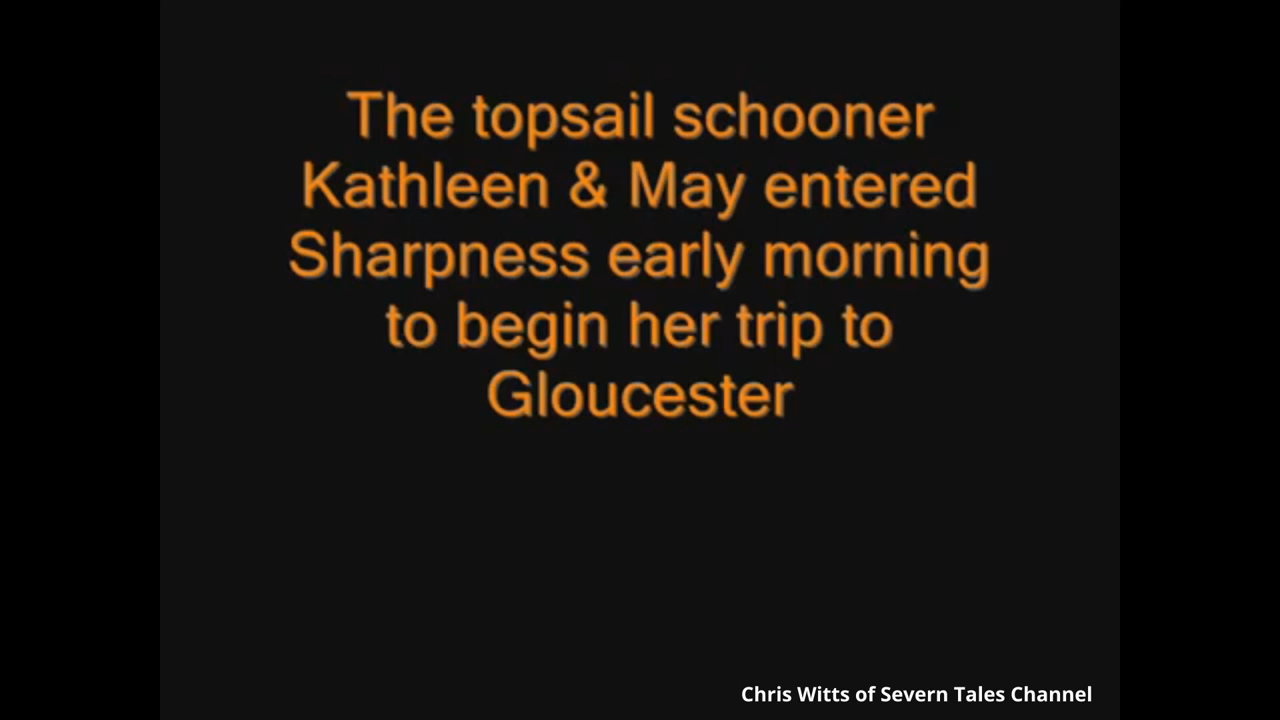 The topsail schooner
Kathleen & May entered
Sharpness early morning
to begin her trip to
Gloucester
Chris Witts of Severn Tales Channel